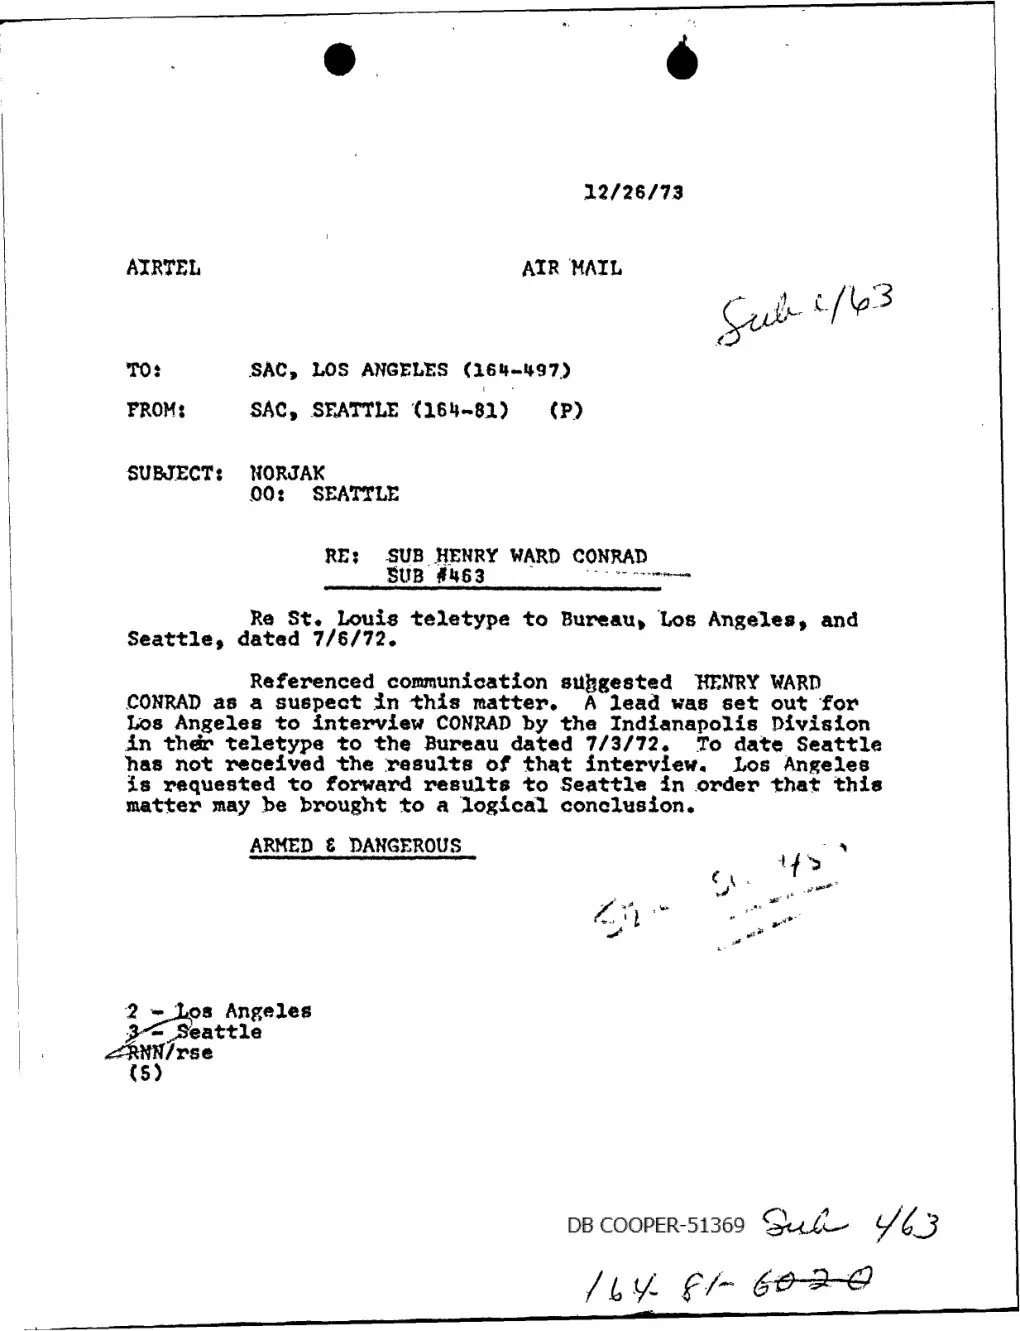 12/26/73
AIRTEL AIR MAIL
Sub 463
TO: SAC, LOS ANGELES (164-497)
FROM: SAC, SEATTLE (164-81) (P)
SUBJECT: NORJAK
OO: SEATTLE
RE: SUB HENRY WARD CONRAD
SUB #463
Re St. Louis teletype to Bureau, Los Angeles, and
Seattle, dated 7/6/72.
Referenced communication suggested HENRY WARD
CONRAD as a suspect in this matter. A lead was set out for
Los Angeles to interview CONRAD by the Indianapolis Division
in their teletype to the Bureau dated 7/3/72. To date Seattle
has not received the results of that interview. Los Angeles
is requested to forward results to Seattle in order that this
matter may be brought to a logical conclusion.
ARMED & DANGEROUS
2 - Los Angeles
3 - Seattle
RNN/rse
(5)
DB COOPER-51369 Sub 463
164-81-6020